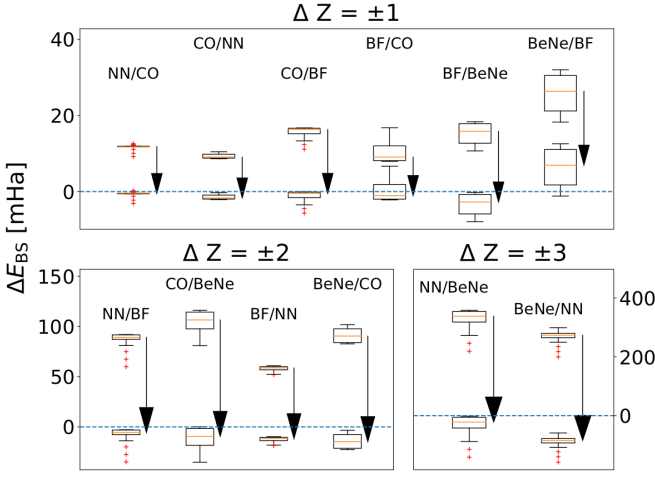 Δ Z = ±1
40
20
0
CO/NN
BF/CO
BeNe/BF
NN/CO
CO/BF
BF/BeNe
ΔE_BS [mHa]
Δ Z = ±2
Δ Z = ±3
150
100
50
0
CO/BeNe
BeNe/CO
NN/BF
BF/NN
NN/BeNe
BeNe/NN
400
200
0